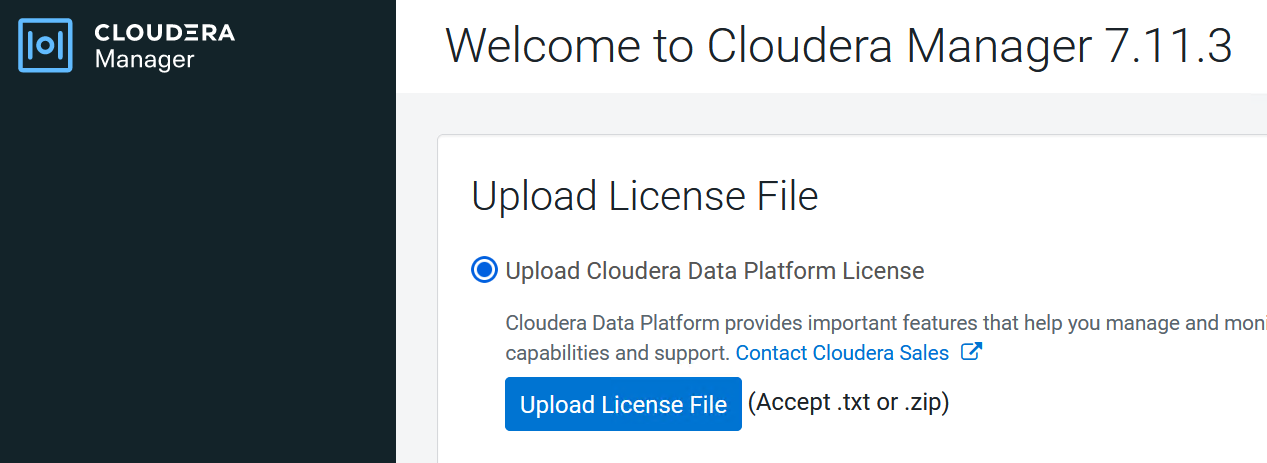 CLOUDERA
Manager
Welcome to Cloudera Manager 7.11.3
Upload License File
Upload Cloudera Data Platform License
Cloudera Data Platform provides important features that help you manage and moni
capabilities and support. Contact Cloudera Sales
Upload License File (Accept .txt or .zip)